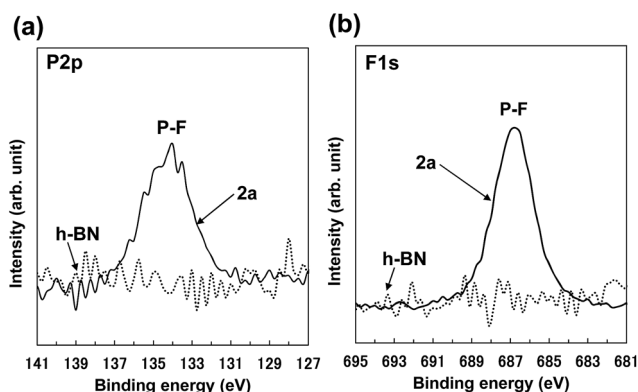 (a)
P2p
P-F
2a
h-BN
Intensity (arb. unit)
141 139 137 135 133 131 129 127
Binding energy (eV)
(b)
F1s
P-F
2a
h-BN
Intensity (arb. unit)
695 693 691 689 687 685 683 681
Binding energy (eV)